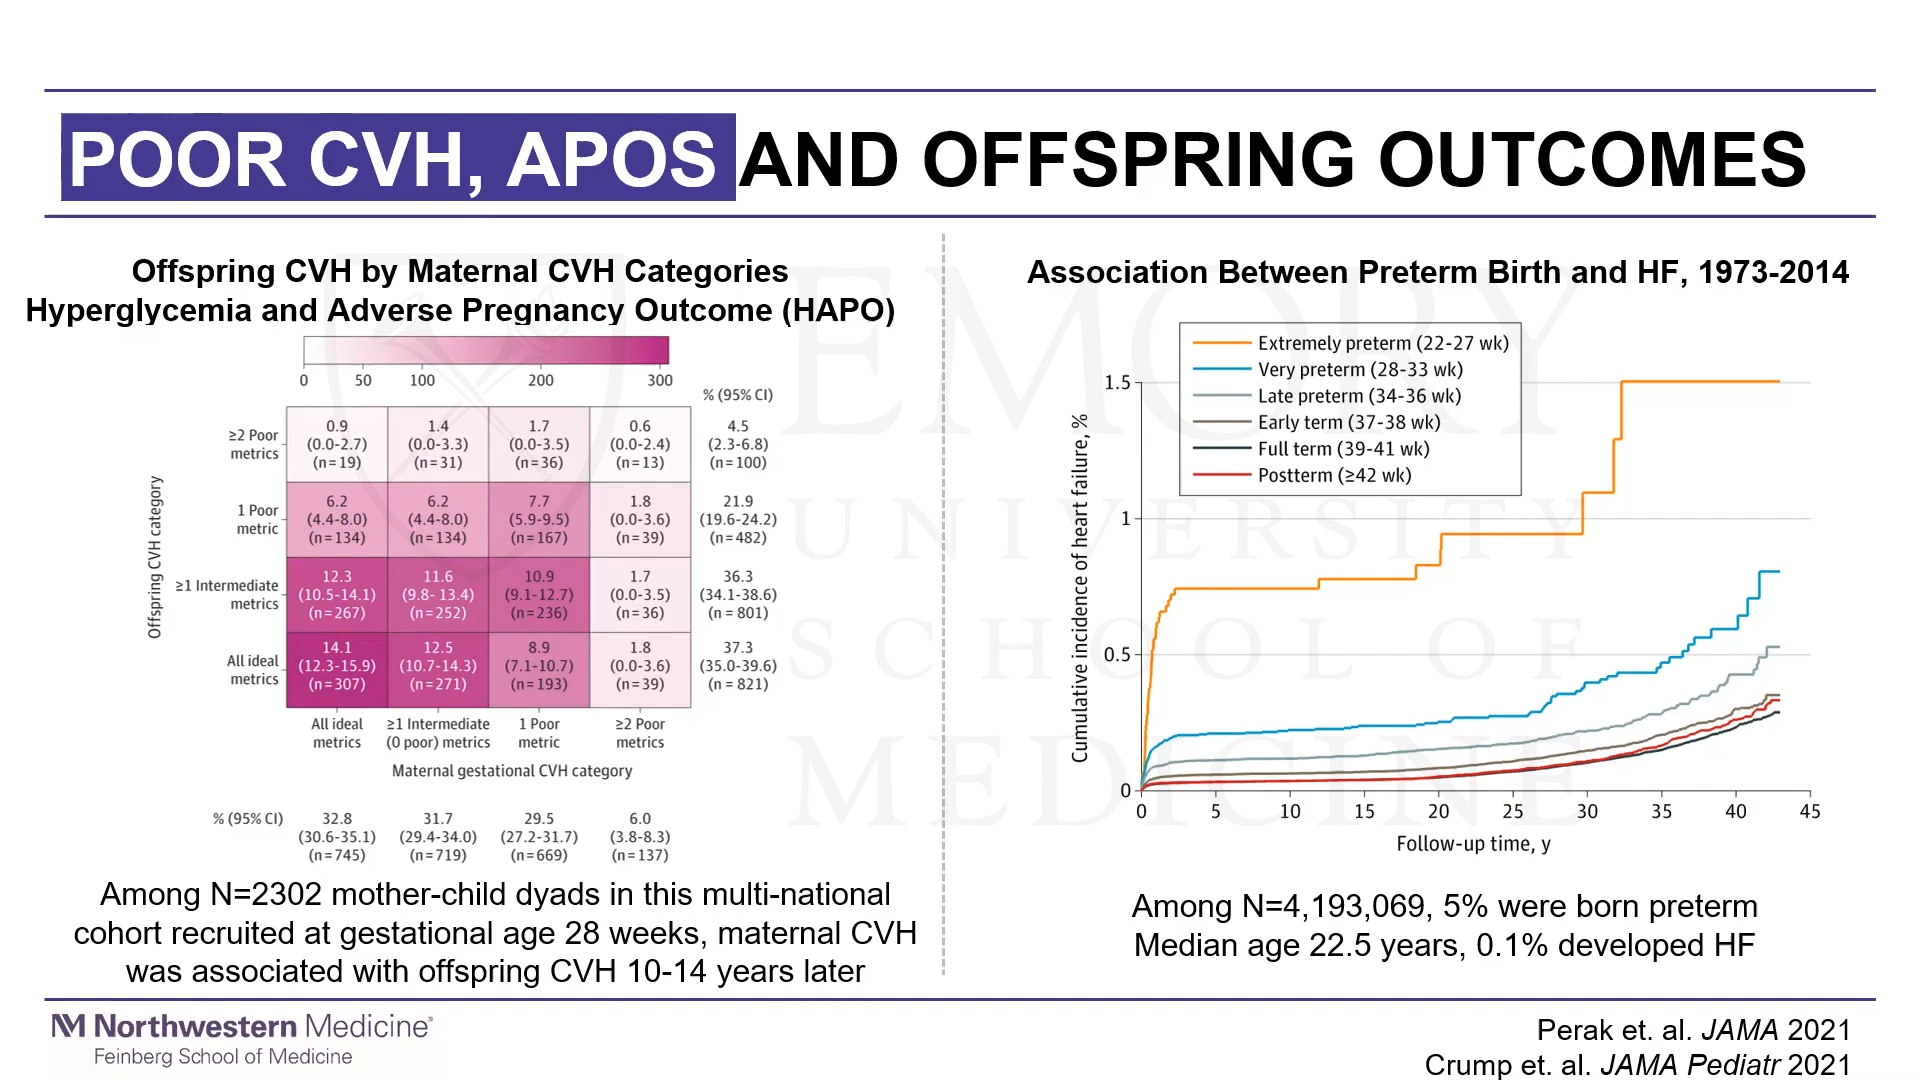 POOR CVH, APOS AND OFFSPRING OUTCOMES
Offspring CVH by Maternal CVH Categories
Hyperglycemia and Adverse Pregnancy Outcome (HAPO)
0 50 100 200 300
% (95% CI)
Offspring CVH category
≥2 Poor
metrics
0.9 1.4 1.7 0.6 4.5
(0.0-2.7) (0.0-3.3) (0.0-3.5) (0.0-2.4) (2.3-6.8)
(n=19) (n=31) (n=36) (n=13) (n=100)
1 Poor
metric
6.2 6.2 7.7 1.8 21.9
(4.4-8.0) (4.4-8.0) (5.9-9.5) (0.0-3.6) (19.6-24.2)
(n=134) (n=134) (n=167) (n=39) (n=482)
≥1 Intermediate
metrics
12.3 11.6 10.9 1.7 36.3
(10.5-14.1) (9.8- 13.4) (9.1-12.7) (0.0-3.5) (34.1-38.6)
(n=267) (n=252) (n=236) (n=36) (n=801)
All ideal
metrics
14.1 12.5 8.9 1.8 37.3
(12.3-15.9) (10.7-14.3) (7.1-10.7) (0.0-3.6) (35.0-39.6)
(n=307) (n=271) (n=193) (n=39) (n=821)
All ideal ≥1 Intermediate 1 Poor ≥2 Poor
metrics (0 poor) metrics metric metrics
Maternal gestational CVH category
% (95% CI) 32.8 31.7 29.5 6.0
(30.6-35.1) (29.4-34.0) (27.2-31.7) (3.8-8.3)
(n=745) (n=719) (n=669) (n=137)
Among N=2302 mother-child dyads in this multi-national
cohort recruited at gestational age 28 weeks, maternal CVH
was associated with offspring CVH 10-14 years later
Association Between Preterm Birth and HF, 1973-2014
Extremely preterm (22-27 wk)
Very preterm (28-33 wk)
Late preterm (34-36 wk)
Early term (37-38 wk)
Full term (39-41 wk)
Postterm (≥42 wk)
Cumulative incidence of heart failure, %
1.5
1
0.5
0
0 5 10 15 20 25 30 35 40 45
Follow-up time, y
Among N=4,193,069, 5% were born preterm
Median age 22.5 years, 0.1% developed HF
EMORY
UNIVERSITY
SCHOOL OF
MEDICINE
Northwestern Medicine®
Feinberg School of Medicine
Perak et. al. JAMA 2021
Crump et. al. JAMA Pediatr 2021